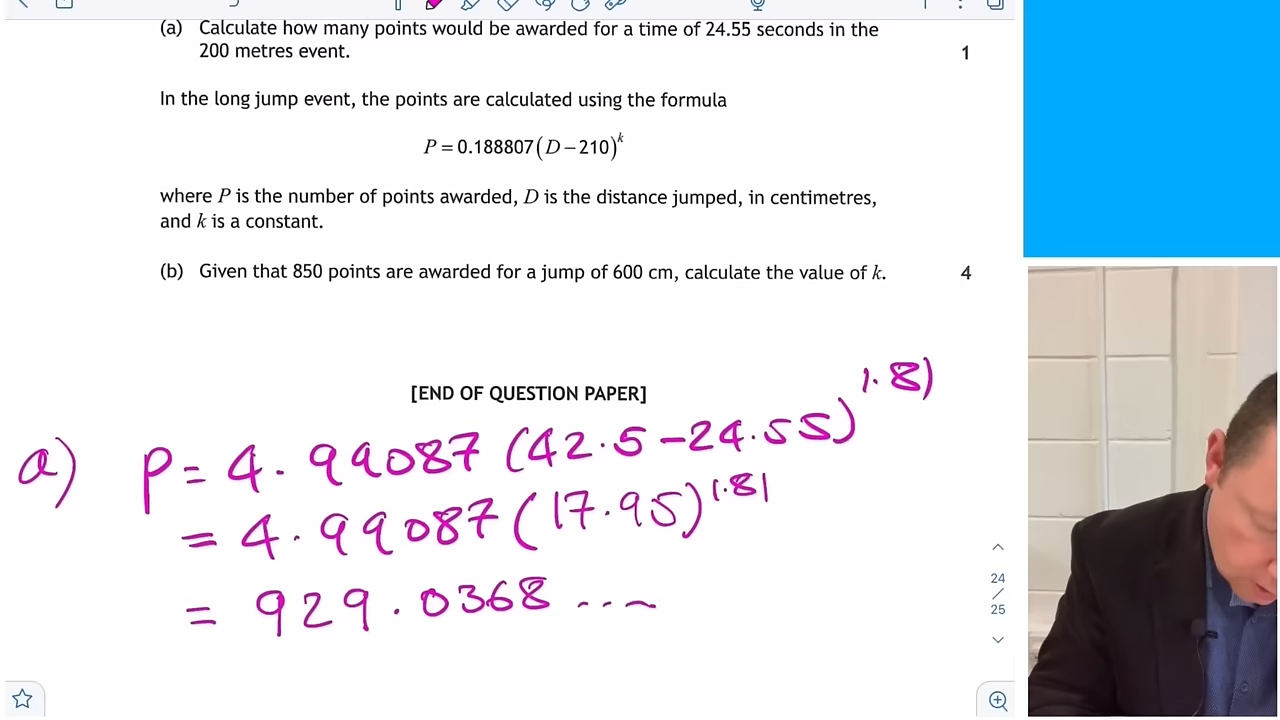 (a) Calculate how many points would be awarded for a time of 24.55 seconds in the
200 metres event.
1
In the long jump event, the points are calculated using the formula
P = 0.188807(D − 210)^k
where P is the number of points awarded, D is the distance jumped, in centimetres,
and k is a constant.
(b) Given that 850 points are awarded for a jump of 600 cm, calculate the value of k.
4
[END OF QUESTION PAPER]
a) P = 4.99087 (42.5 − 24.55)^1.81
= 4.99087 (17.95)^1.81
= 929.0368 ...
24
/
25